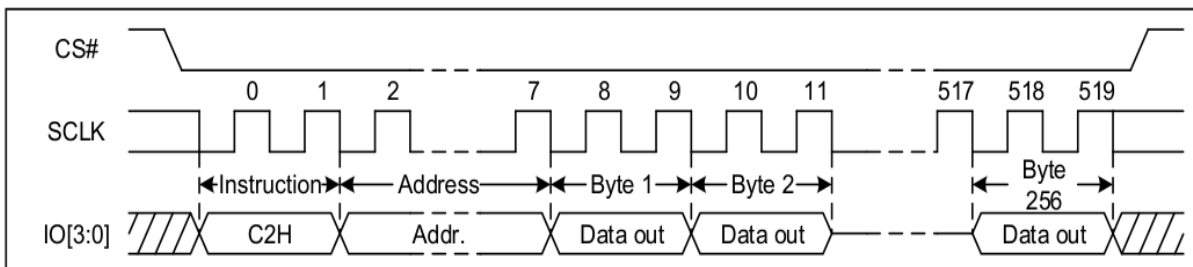 CS#
0 1 2 7 8 9 10 11 517 518 519
SCLK
Instruction Address Byte 1 Byte 2 Byte
256
IO[3:0] C2H Addr. Data out Data out Data out